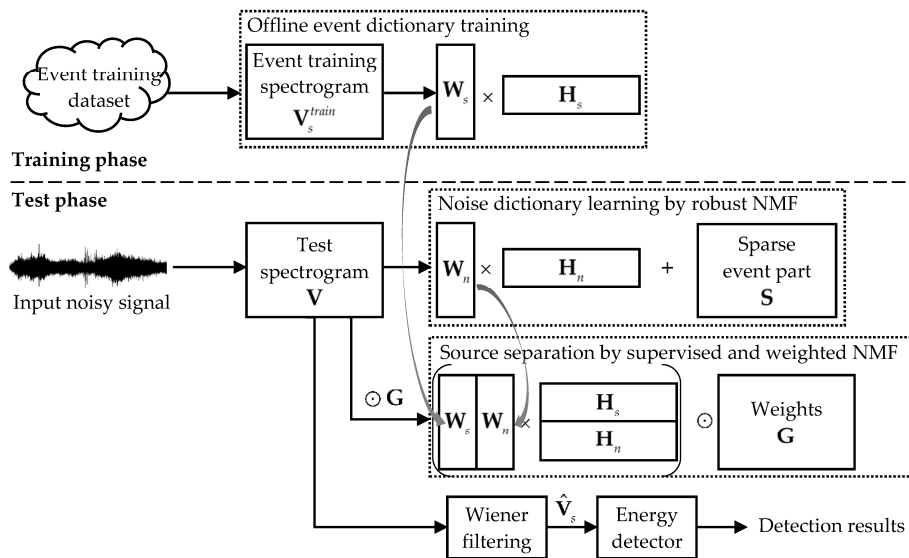 Offline event dictionary training
Event training
dataset
Event training
spectrogram
V_s^train
W_s
×
H_s
Training phase
Test phase
Noise dictionary learning by robust NMF
Input noisy signal
Test
spectrogram
V
W_n
×
H_n
+
Sparse
event part
S
Source separation by supervised and weighted NMF
⊙ G
W_s
W_n
×
H_s
H_n
⊙
Weights
G
Wiener
filtering
V̂_s
Energy
detector
Detection results